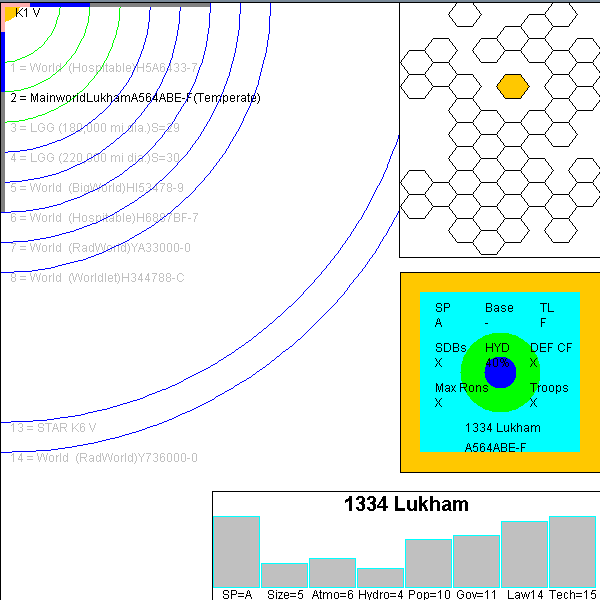 K1 V
1 = World (Hospitable)H5A6433-7
2 = MainworldLukhamA564ABE-F(Temperate)
3 = LGG (180,000 mi dia.)S=29
4 = LGG (220,000 mi dia.)S=30
5 = World (BigWorld)HI53478-9
6 = World (Hospitable)H6887BF-7
7 = World (RadWorld)YA33000-0
8 = World (Worldlet)H344788-C
13 = STAR K6 V
14 = World (RadWorld)Y736000-0
SP Base TL
A - F
SDBs HYD DEF CF
X 40% X
Max Rons Troops
X X
1334 Lukham
A564ABE-F
1334 Lukham
SP=A Size=5 Atmo=6 Hydro=4 Pop=10 Gov=11 Law14 Tech=15